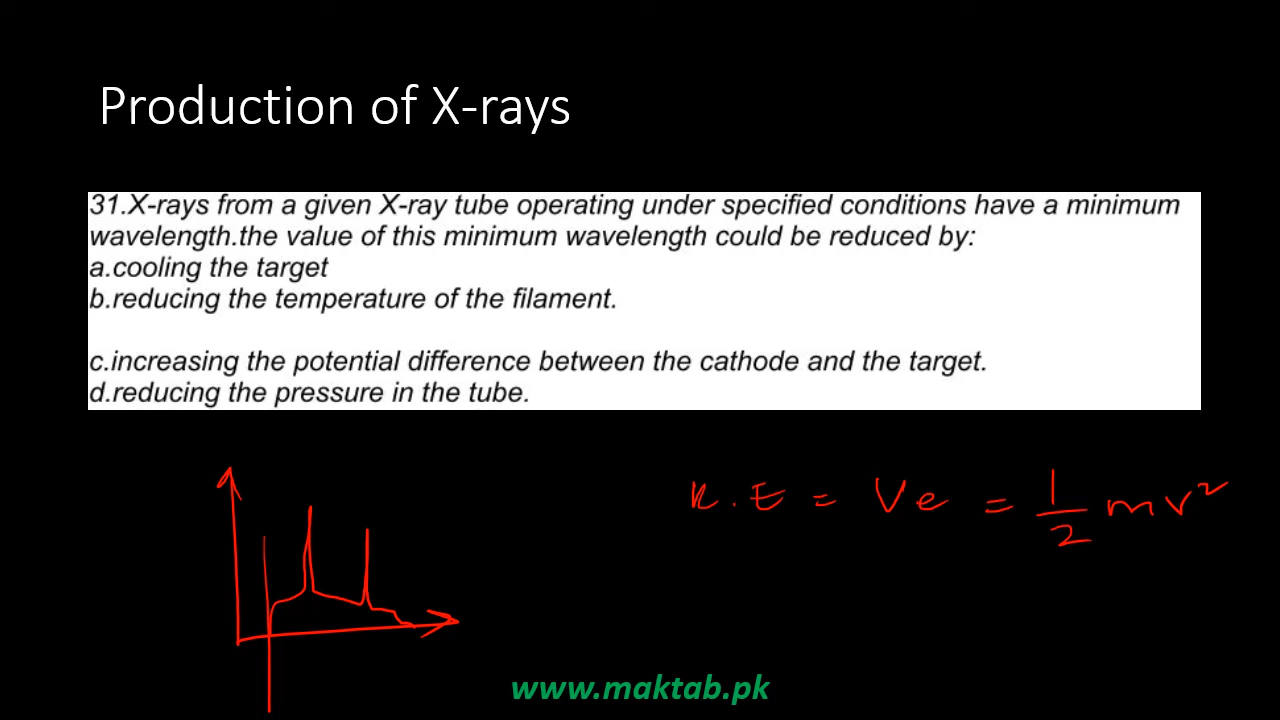 Production of X-rays
31.X-rays from a given X-ray tube operating under specified conditions have a minimum
wavelength.the value of this minimum wavelength could be reduced by:
a.cooling the target
b.reducing the temperature of the filament.
c.increasing the potential difference between the cathode and the target.
d.reducing the pressure in the tube.
K.E = Ve = 1/2 mv²
www.maktab.pk